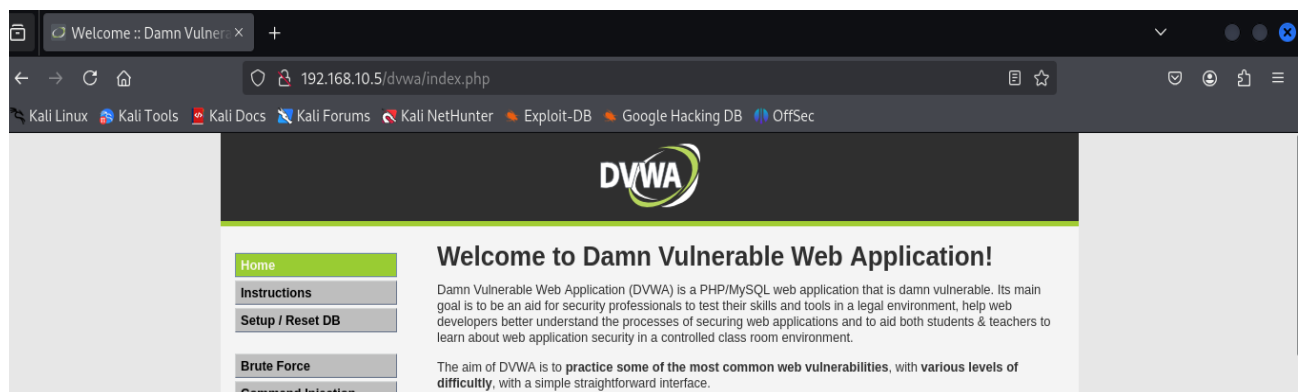 Welcome :: Damn Vulnera
192.168.10.5/dvwa/index.php
Kali Linux Kali Tools Kali Docs Kali Forums Kali NetHunter Exploit-DB Google Hacking DB OffSec
DVWA
Home
Instructions
Setup / Reset DB
Brute Force
Command Injection
Welcome to Damn Vulnerable Web Application!
Damn Vulnerable Web Application (DVWA) is a PHP/MySQL web application that is damn vulnerable. Its main
goal is to be an aid for security professionals to test their skills and tools in a legal environment, help web
developers better understand the processes of securing web applications and to aid both students & teachers to
learn about web application security in a controlled class room environment.
The aim of DVWA is to practice some of the most common web vulnerabilities, with various levels of
difficultly, with a simple straightforward interface.